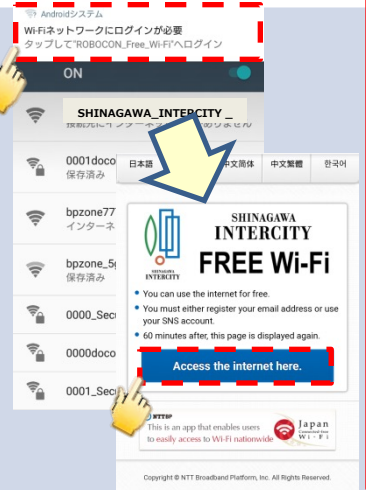 Androidシステム
Wi-Fiネットワークにログインが必要
タップして"ROBOCON_Free_Wi-Fi"へログイン
ON
SHINAGAWA_INTERCITY _
0001doco
保存済み
bpzone77
インターネ
bpzone_5g
保存済み
0000_Secu
0000doco
0001_Secu
日本語
中文简体
中文繁體
한국어
SHINAGAWA
INTERCITY
SHINAGAWA
INTERCITY
FREE Wi-Fi
• You can use the internet for free.
• You must either register your email address or use
your SNS account.
• 60 minutes after, this page is displayed again.
Access the internet here.
NTTBP
This is an app that enables users
to easily access to Wi-Fi nationwide
Japan
Connected-free
Wi-Fi
Copyright © NTT Broadband Platform, Inc. All Rights Reserved.